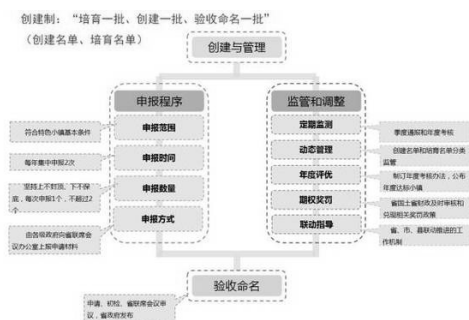 创建制：“培育一批、创建一批、验收命名一批”
（创建名单、培育名单）
创建与管理
申报程序
申报范围
申报时间
申报数量
申报方式
符合特色小镇基本条件
每年集中申报2次
坚持上不封顶、下不保
底，每次申报1个，不超过2
个
由各级政府向省联席会
议办公室上报申请材料
监管和调整
定期监测
动态管理
年度评优
期权奖罚
联动指导
季度通报和年度考核
创建名单和培育名单分类
监管
制订年度考核办法，公布
年度达标小镇
省国土省财政及时审核和
兑现相关奖罚政策
省、市、县联动推进的工
作机制
验收命名
申请、初检、省联席会议审
议，省政府发布